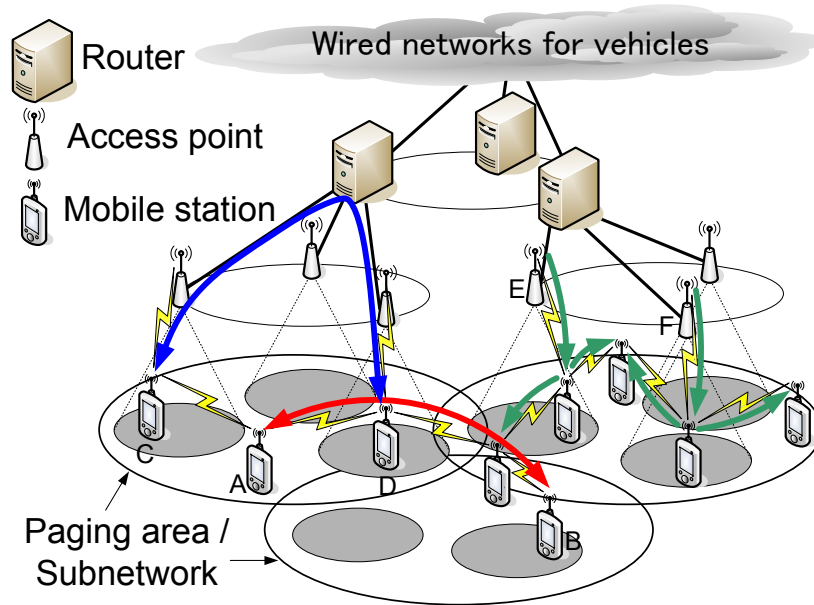 Wired networks for vehicles
Router
Access point
Mobile station
E
F
C
A
D
B
Paging area /
Subnetwork